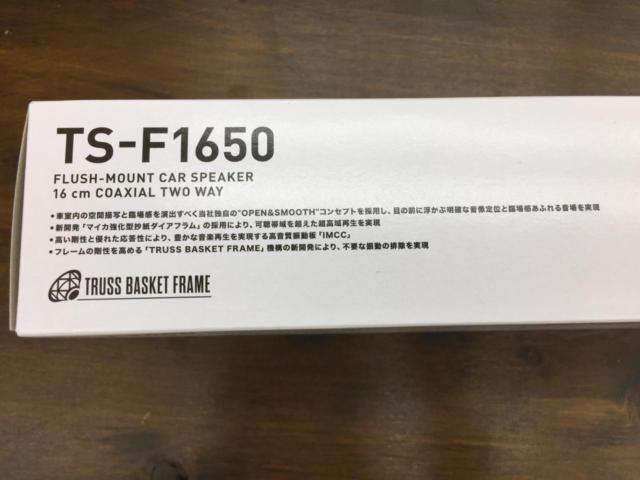 TS-F1650
FLUSH-MOUNT CAR SPEAKER
16 cm COAXIAL TWO WAY
•車室内の空間描写と臨場感を演出すべく当社独自の"OPEN&SMOOTH"コンセプトを採用し、目の前に浮かぶ明確な音像定位と臨場感あふれる音場を実現
•新開発「マイカ強化型抄紙ダイアフラム」の採用により、可聴帯域を超えた超高域再生を実現
•高い剛性と優れた応答性により、豊かな音楽再生を実現する高音質振動板「IMCC」
•フレームの剛性を高める「TRUSS BASKET FRAME」機構の新開発により、不要な振動の排除を実現
TRUSS BASKET FRAME